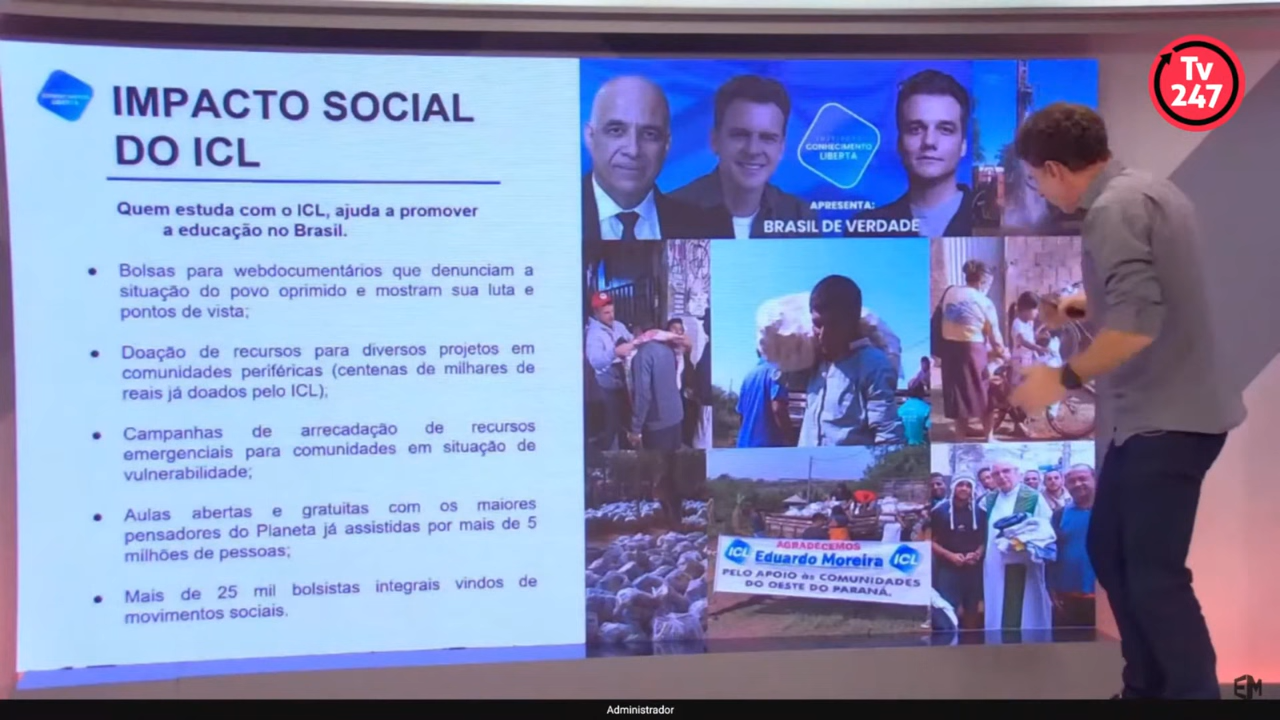 Tv
247
CONHECIMENTO
LIBERTA
IMPACTO SOCIAL
DO ICL
Quem estuda com o ICL, ajuda a promover
a educação no Brasil.
• Bolsas para webdocumentários que denunciam a
situação do povo oprimido e mostram sua luta e
pontos de vista;
• Doação de recursos para diversos projetos em
comunidades periféricas (centenas de milhares de
reais já doados pelo ICL);
• Campanhas de arrecadação de recursos
emergenciais para comunidades em situação de
vulnerabilidade;
• Aulas abertas e gratuitas com os maiores
pensadores do Planeta já assistidas por mais de 5
milhões de pessoas;
• Mais de 25 mil bolsistas integrais vindos de
movimentos sociais.
INSTITUTO
CONHECIMENTO
LIBERTA
APRESENTA:
BRASIL DE VERDADE
AGRADECEMOS
ICL Eduardo Moreira ICL
PELO APOIO às COMUNIDADES
DO OESTE DO PARANÁ.
EM
Administrador